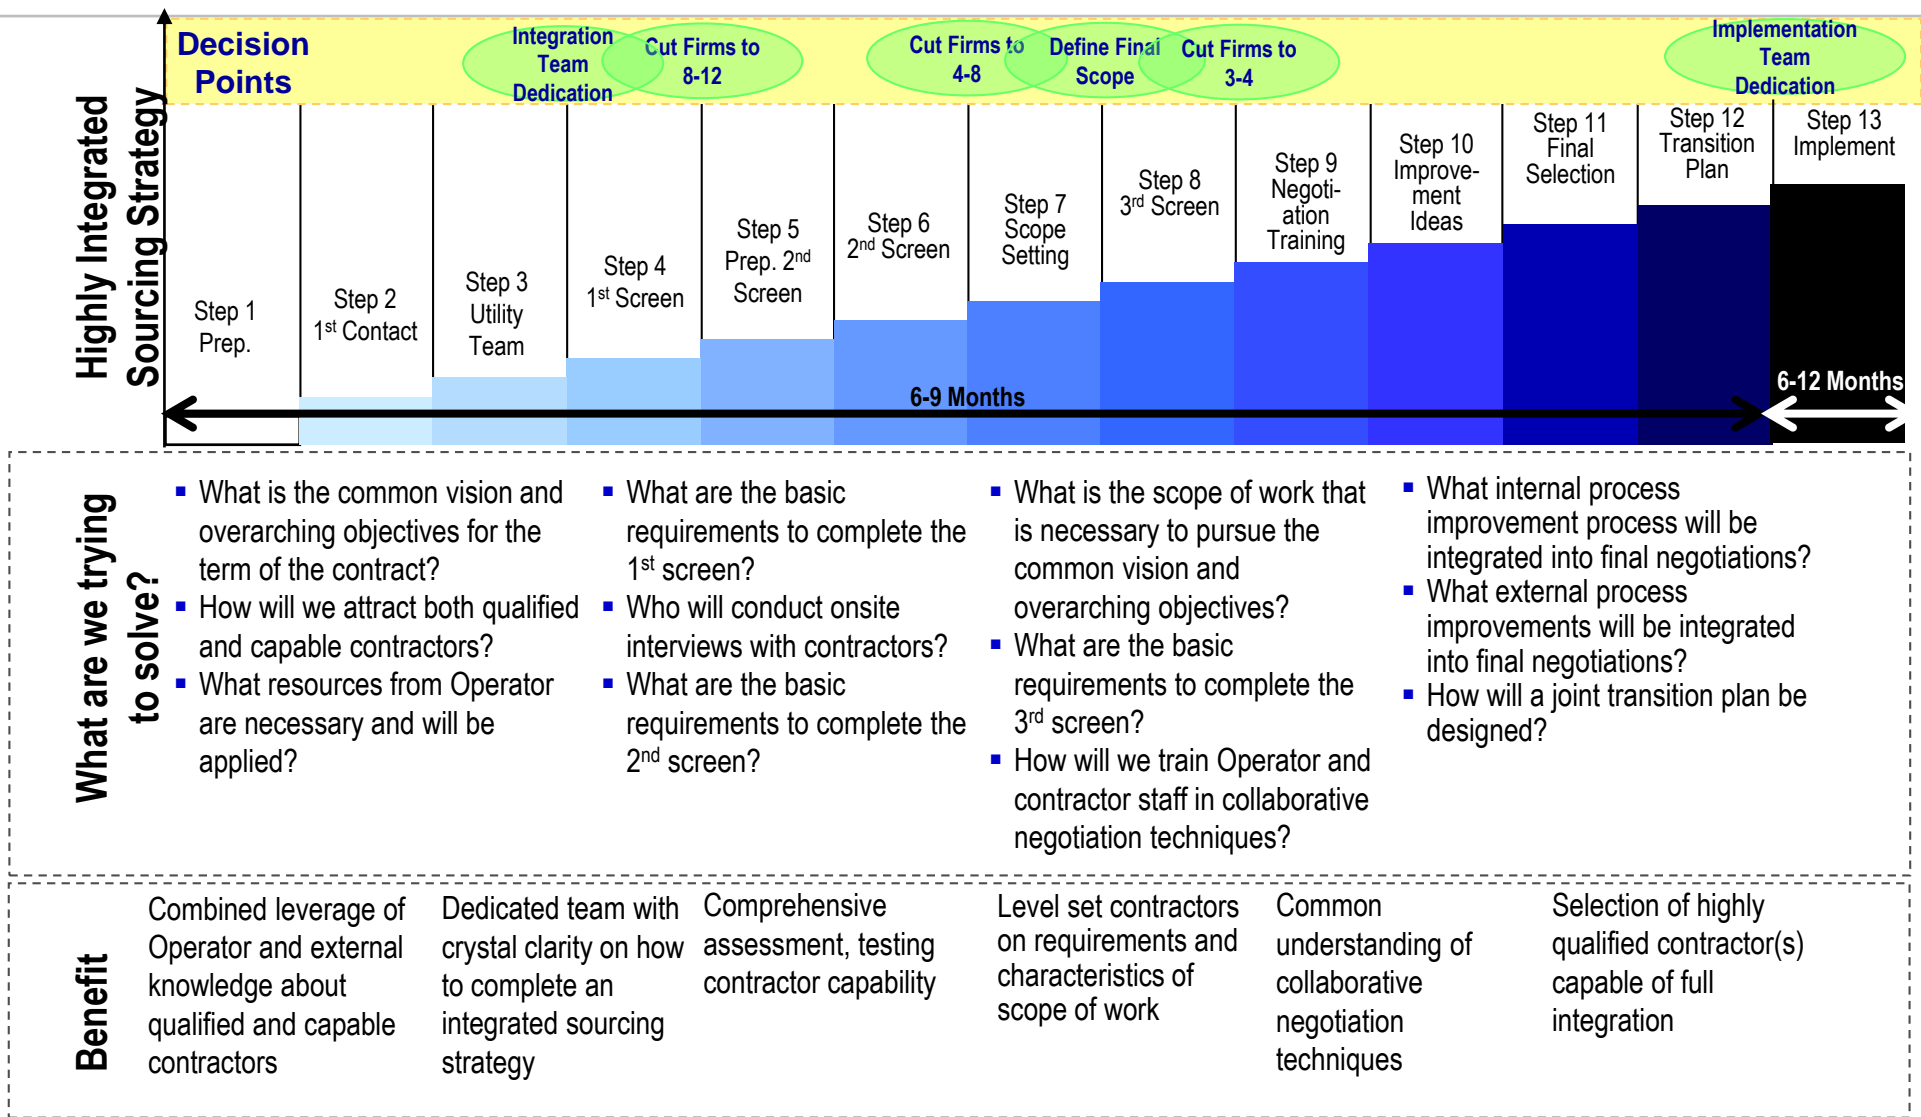 Decision
Points
Integration
Team
Dedication
Cut Firms to
8-12
Cut Firms to
4-8
Define Final
Scope
Cut Firms to
3-4
Implementation
Team
Dedication
Highly Integrated
Sourcing Strategy
Step 1
Prep.
Step 2
1st Contact
Step 3
Utility
Team
Step 4
1st Screen
Step 5
Prep. 2nd
Screen
Step 6
2nd Screen
Step 7
Scope
Setting
Step 8
3rd Screen
Step 9
Negoti-
ation
Training
Step 10
Improve-
ment
Ideas
Step 11
Final
Selection
Step 12
Transition
Plan
Step 13
Implement
6-9 Months
6-12 Months
What are we trying
to solve?
▪ What is the common vision and
overarching objectives for the
term of the contract?
▪ How will we attract both qualified
and capable contractors?
▪ What resources from Operator
are necessary and will be
applied?
▪ What are the basic
requirements to complete the
1st screen?
▪ Who will conduct onsite
interviews with contractors?
▪ What are the basic
requirements to complete the
2nd screen?
▪ What is the scope of work that
is necessary to pursue the
common vision and
overarching objectives?
▪ What are the basic
requirements to complete the
3rd screen?
▪ How will we train Operator and
contractor staff in collaborative
negotiation techniques?
▪ What internal process
improvement process will be
integrated into final negotiations?
▪ What external process
improvements will be integrated
into final negotiations?
▪ How will a joint transition plan be
designed?
Benefit
Combined leverage of
Operator and external
knowledge about
qualified and capable
contractors
Dedicated team with
crystal clarity on how
to complete an
integrated sourcing
strategy
Comprehensive
assessment, testing
contractor capability
Level set contractors
on requirements and
characteristics of
scope of work
Common
understanding of
collaborative
negotiation
techniques
Selection of highly
qualified contractor(s)
capable of full
integration